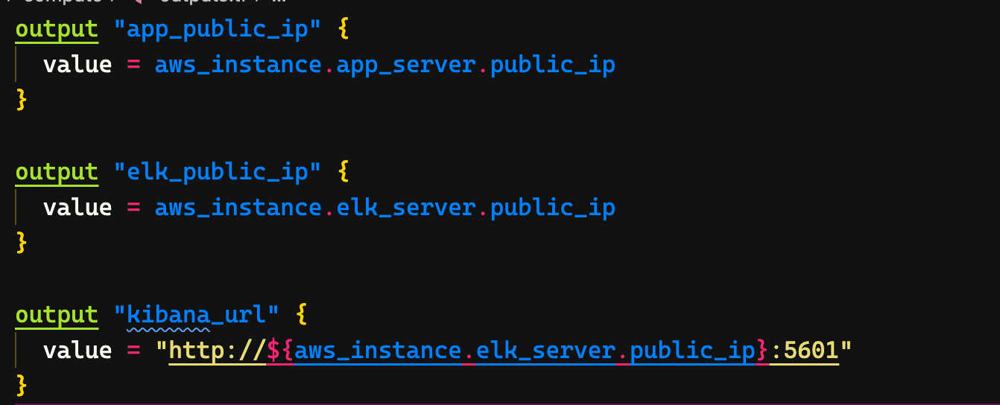 output "app_public_ip" {
  value = aws_instance.app_server.public_ip
}
output "elk_public_ip" {
  value = aws_instance.elk_server.public_ip
}
output "kibana_url" {
  value = "http://${aws_instance.elk_server.public_ip}:5601"
}